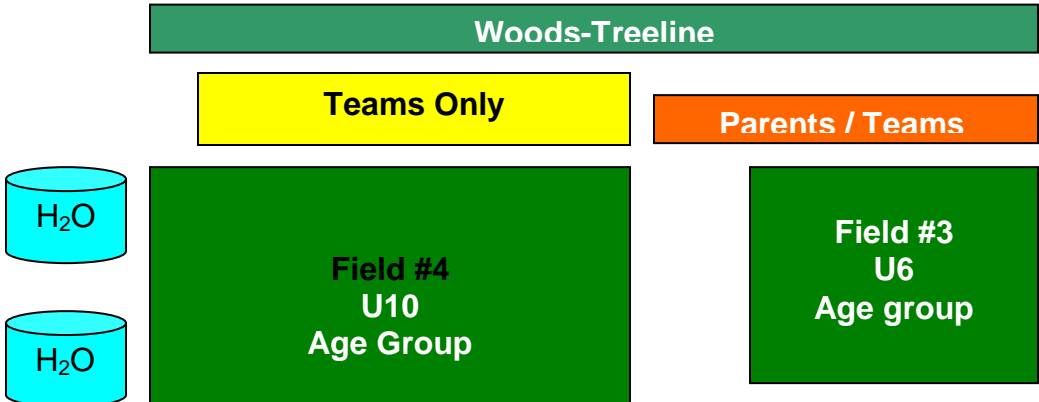 Woods-Treeline
Teams Only
Parents / Teams
H₂O
H₂O
Field #4
U10
Age Group
Field #3
U6
Age group